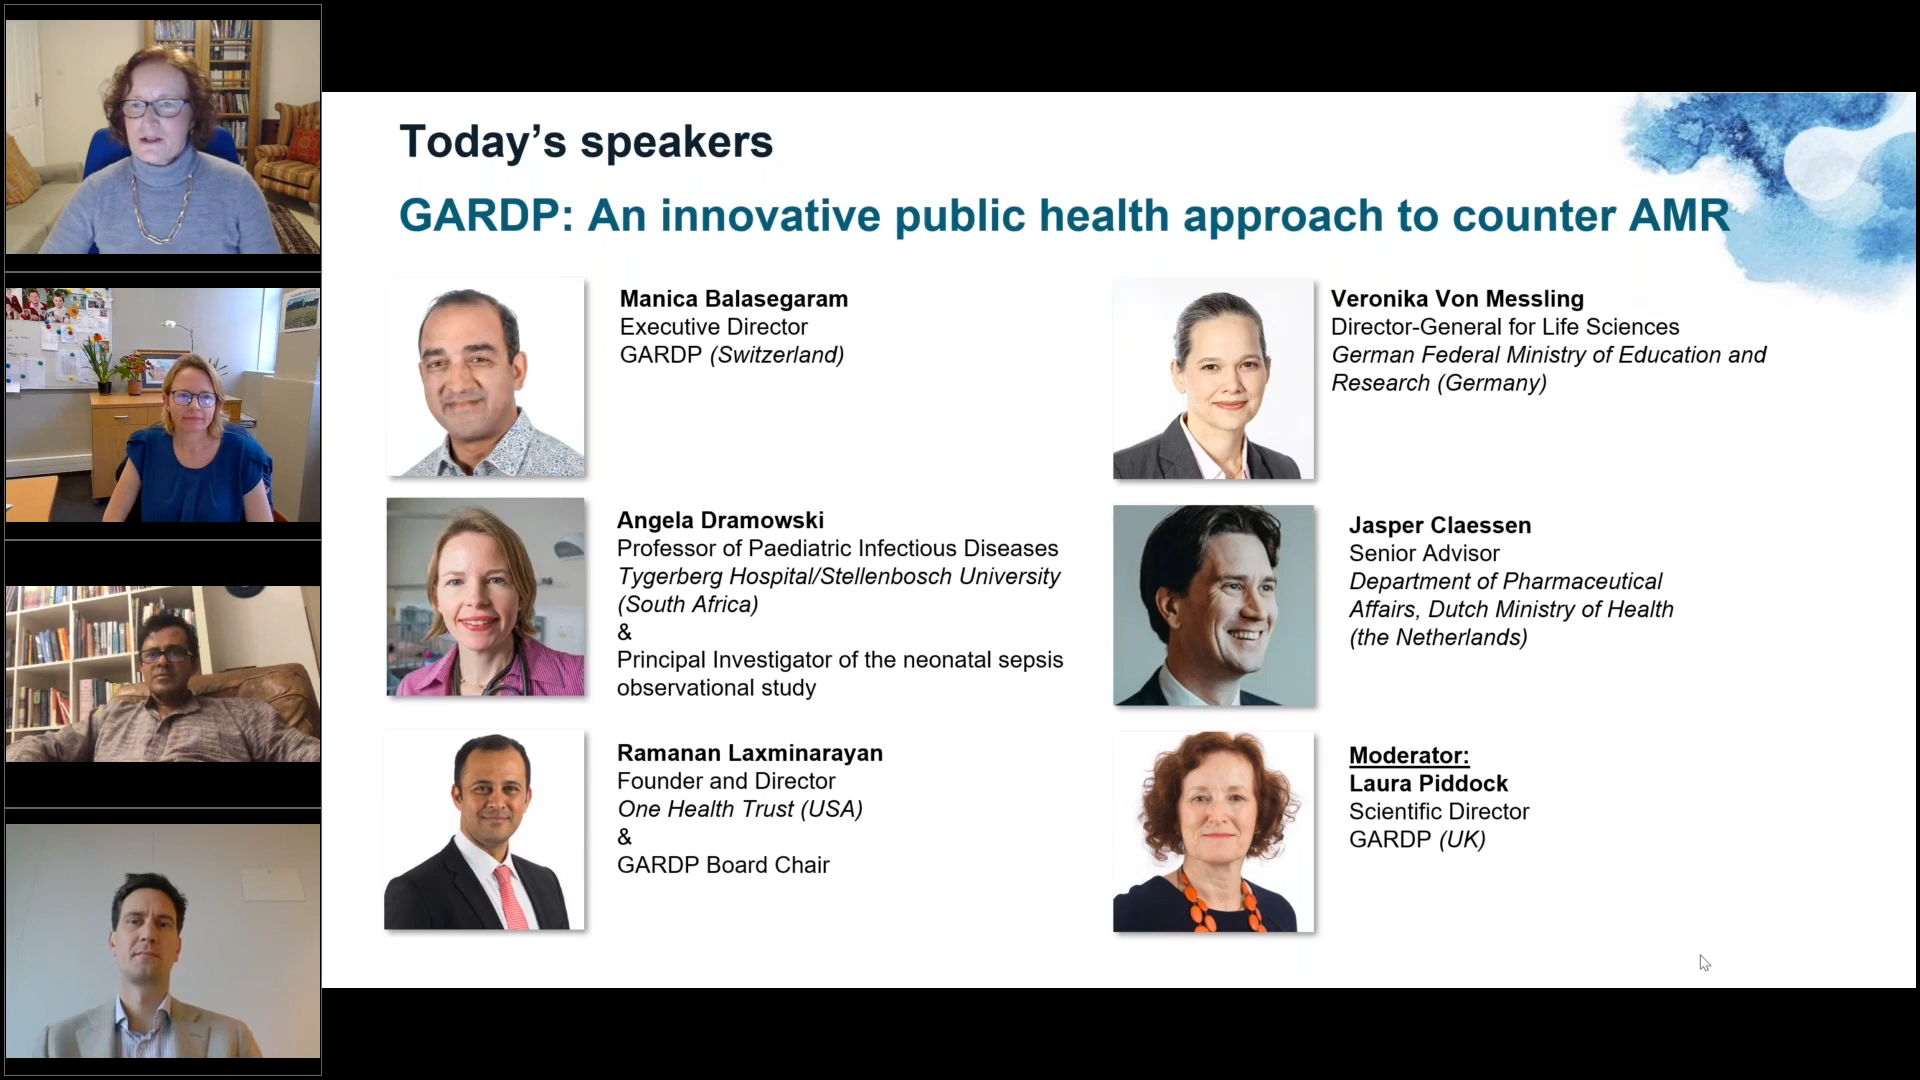 Today’s speakers
GARDP: An innovative public health approach to counter AMR
Manica Balasegaram
Executive Director
GARDP (Switzerland)
Angela Dramowski
Professor of Paediatric Infectious Diseases
Tygerberg Hospital/Stellenbosch University
(South Africa)
&
Principal Investigator of the neonatal sepsis
observational study
Ramanan Laxminarayan
Founder and Director
One Health Trust (USA)
&
GARDP Board Chair
Veronika Von Messling
Director-General for Life Sciences
German Federal Ministry of Education and
Research (Germany)
Jasper Claessen
Senior Advisor
Department of Pharmaceutical
Affairs, Dutch Ministry of Health
(the Netherlands)
Moderator:
Laura Piddock
Scientific Director
GARDP (UK)